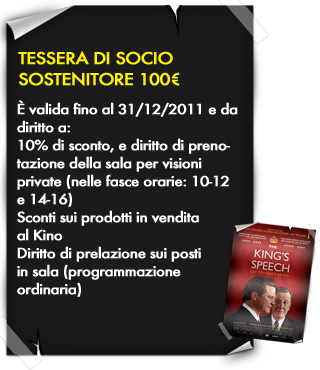 TESSERA DI SOCIO
SOSTENITORE 100€
È valida fino al 31/12/2011 e da
diritto a:
10% di sconto, e diritto di preno-
tazione della sala per visioni
private (nelle fasce orarie: 10-12
e 14-16)
Sconti sui prodotti in vendita
al Kino
Diritto di prelazione sui posti
in sala (programmazione
ordinaria)
THE
KING'S
SPEECH